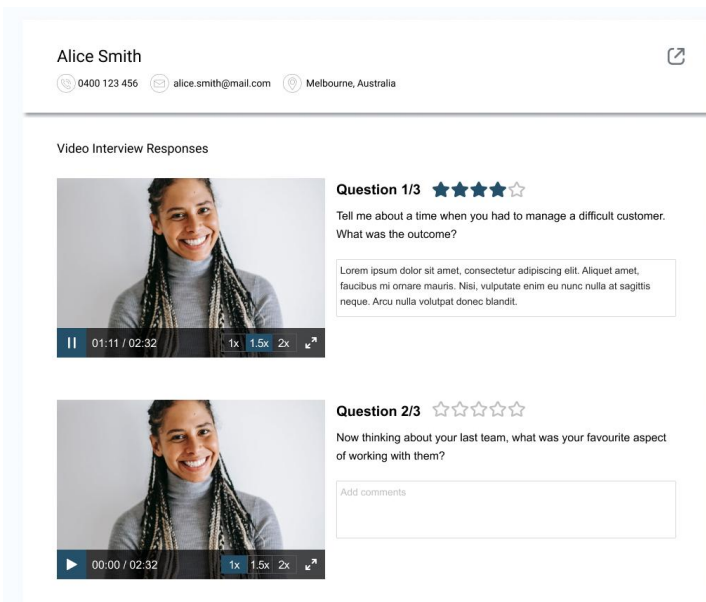 Alice Smith
0400 123 456 alice.smith@mail.com Melbourne, Australia
Video Interview Responses
Question 1/3
Tell me about a time when you had to manage a difficult customer.
What was the outcome?
Lorem ipsum dolor sit amet, consectetur adipiscing elit. Aliquet amet,
faucibus mi ornare mauris. Nisi, vulputate enim eu nunc nulla at sagittis
neque. Arcu nulla volutpat donec blandit.
01:11 / 02:32 1x 1.5x 2x
Question 2/3
Now thinking about your last team, what was your favourite aspect
of working with them?
Add comments
00:00 / 02:32 1x 1.5x 2x